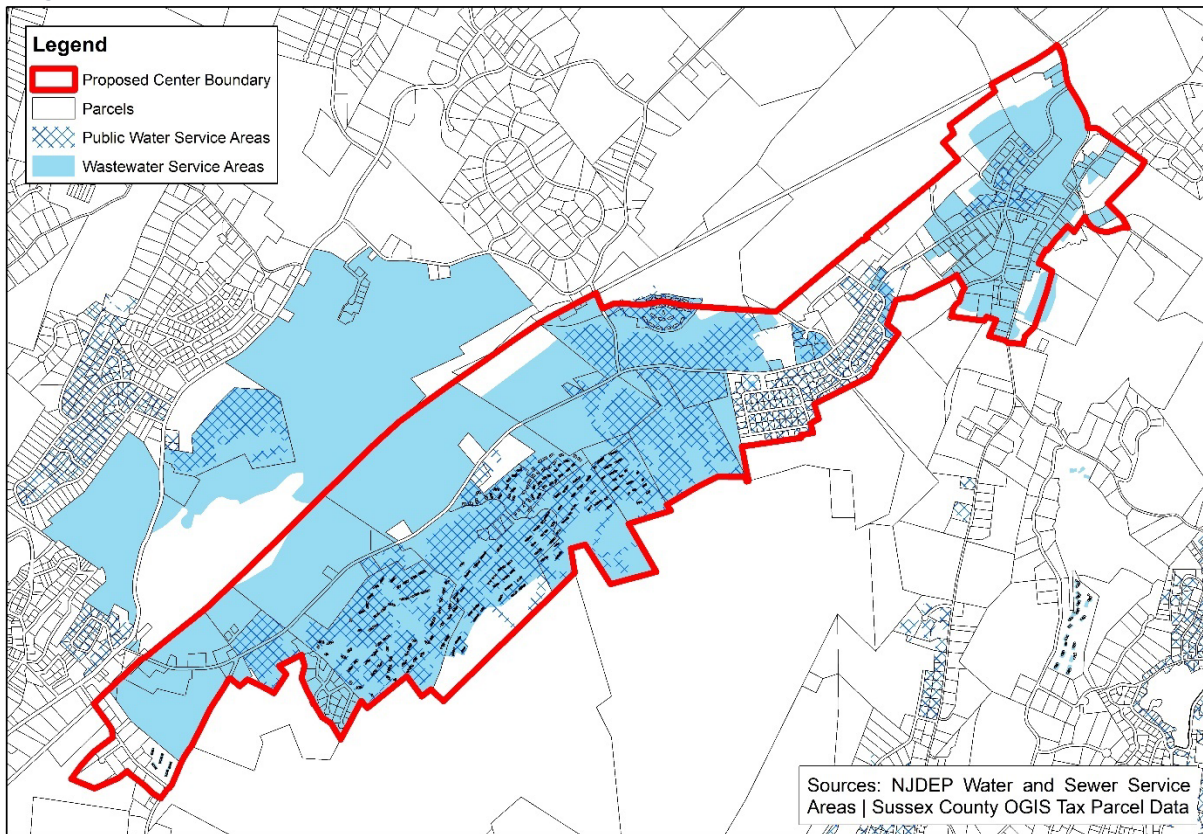 Legend
Proposed Center Boundary
Parcels
Public Water Service Areas
Wastewater Service Areas
Sources: NJDEP Water and Sewer Service
Areas | Sussex County OGIS Tax Parcel Data